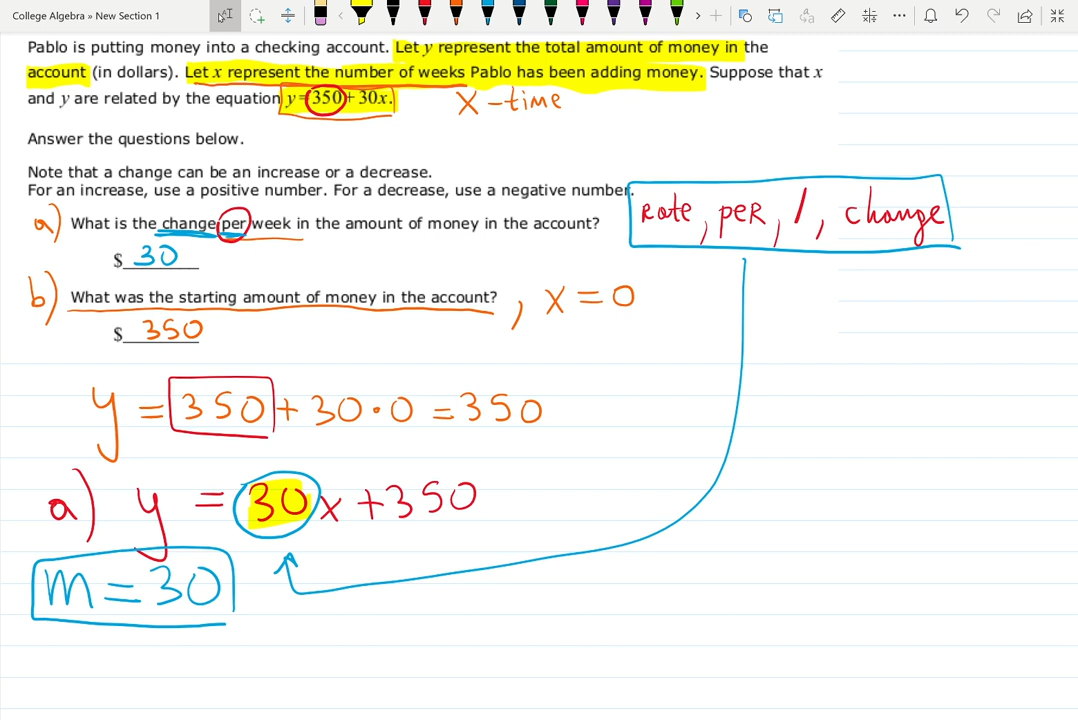 College Algebra » New Section 1
Pablo is putting money into a checking account. Let y represent the total amount of money in the
account (in dollars). Let x represent the number of weeks Pablo has been adding money. Suppose that x
and y are related by the equation y=350+30x.
x - time
Answer the questions below.
Note that a change can be an increase or a decrease.
For an increase, use a positive number. For a decrease, use a negative number.
Rate, per, /, change
a) What is the change per week in the amount of money in the account?
$ 30
b) What was the starting amount of money in the account? , x = 0
$ 350
y = 350 + 30 • 0 = 350
a) y = 30x + 350
m = 30